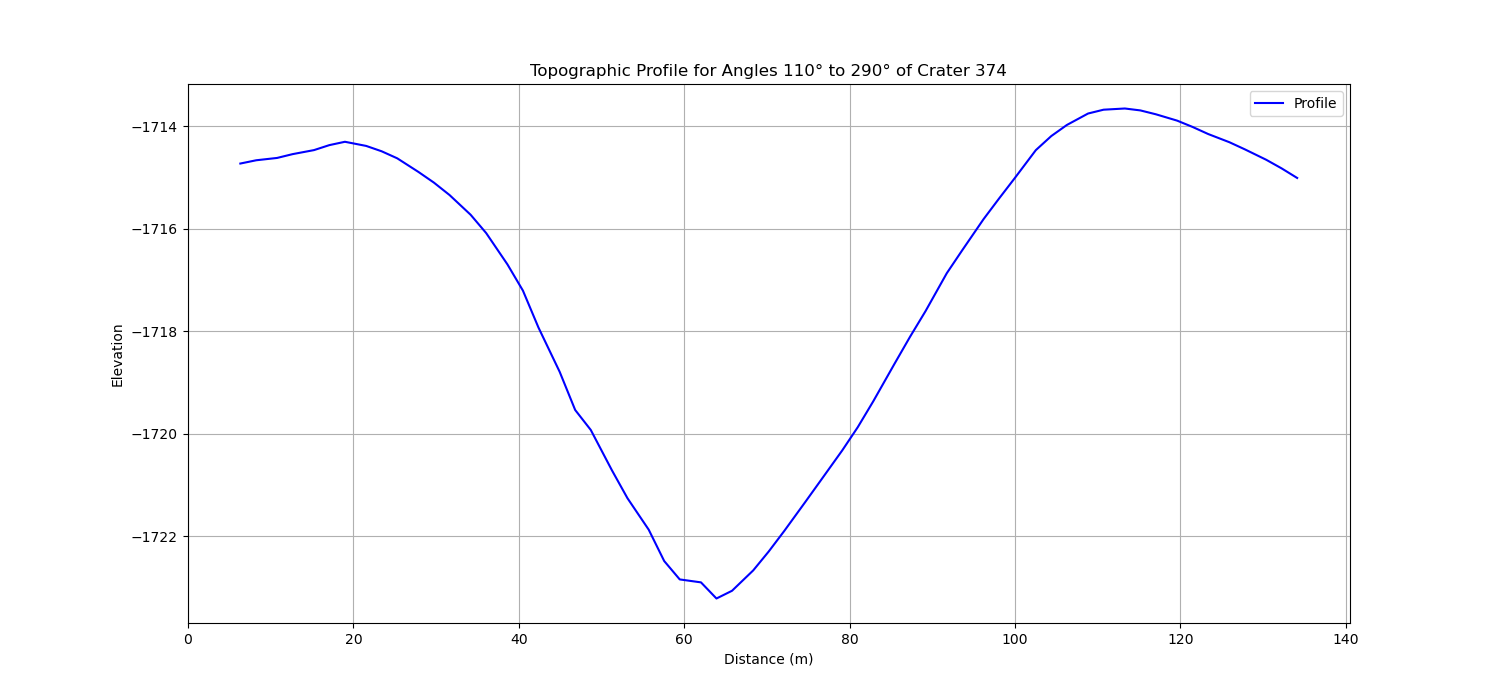 Topographic Profile for Angles 110° to 290° of Crater 374
Profile
−1714
−1716
−1718
−1720
−1722
Elevation
0 20 40 60 80 100 120 140
Distance (m)